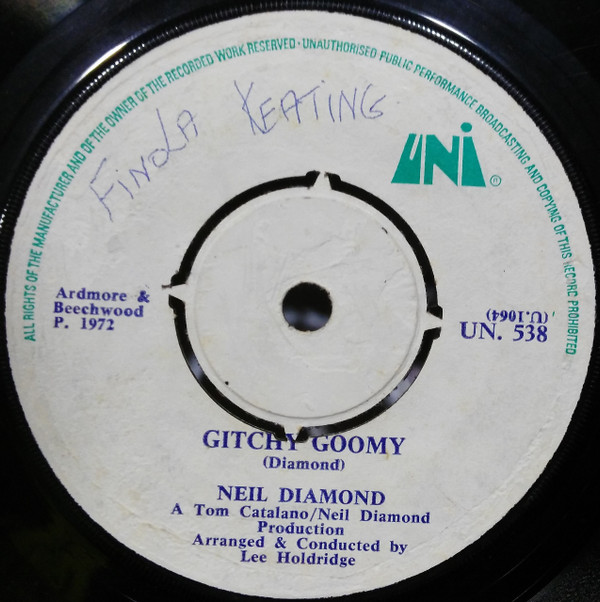 ALL RIGHTS OF THE MANUFACTURER AND OF THE OWNER OF THE RECORDED WORK RESERVED · UNAUTHORISED PUBLIC PERFORMANCE BROADCASTING AND COPYING OF THIS RECORD PROHIBITED
FINOLA KEATING
UNI®
Ardmore &
Beechwood
P. 1972
(U.1064)
UN. 538
GITCHY GOOMY
(Diamond)
NEIL DIAMOND
A Tom Catalano/Neil Diamond
Production
Arranged & Conducted by
Lee Holdridge